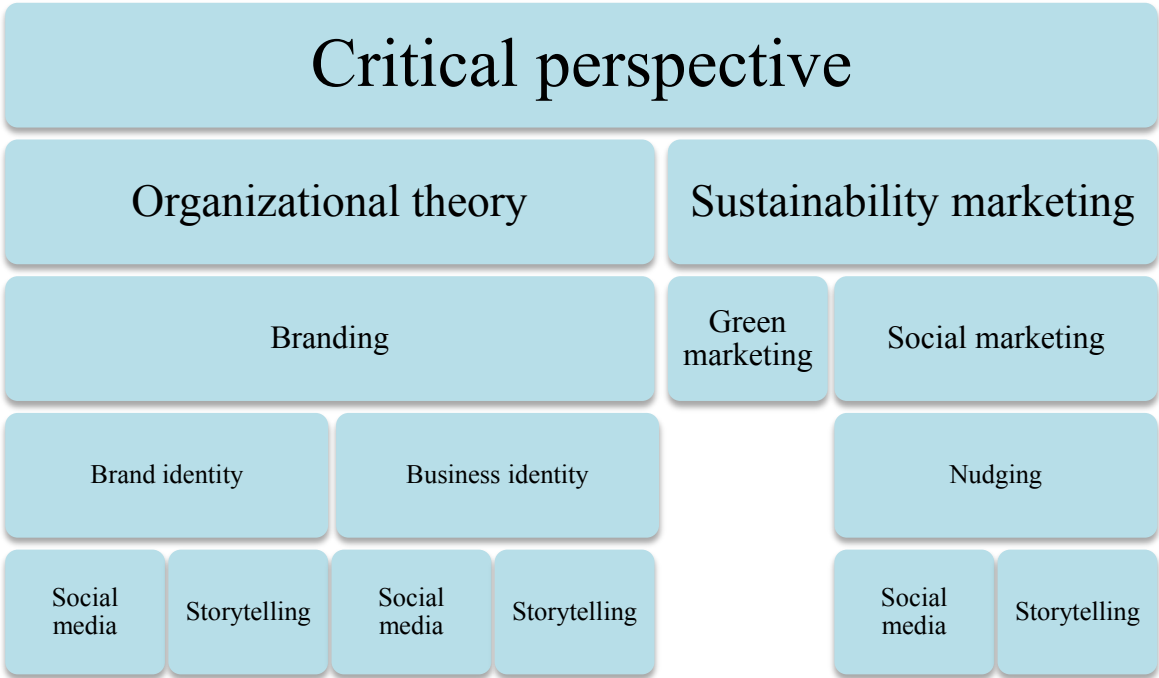 Critical perspective
Organizational theory
Sustainability marketing
Branding
Green
marketing
Social marketing
Brand identity
Business identity
Nudging
Social
media
Storytelling
Social
media
Storytelling
Social
media
Storytelling